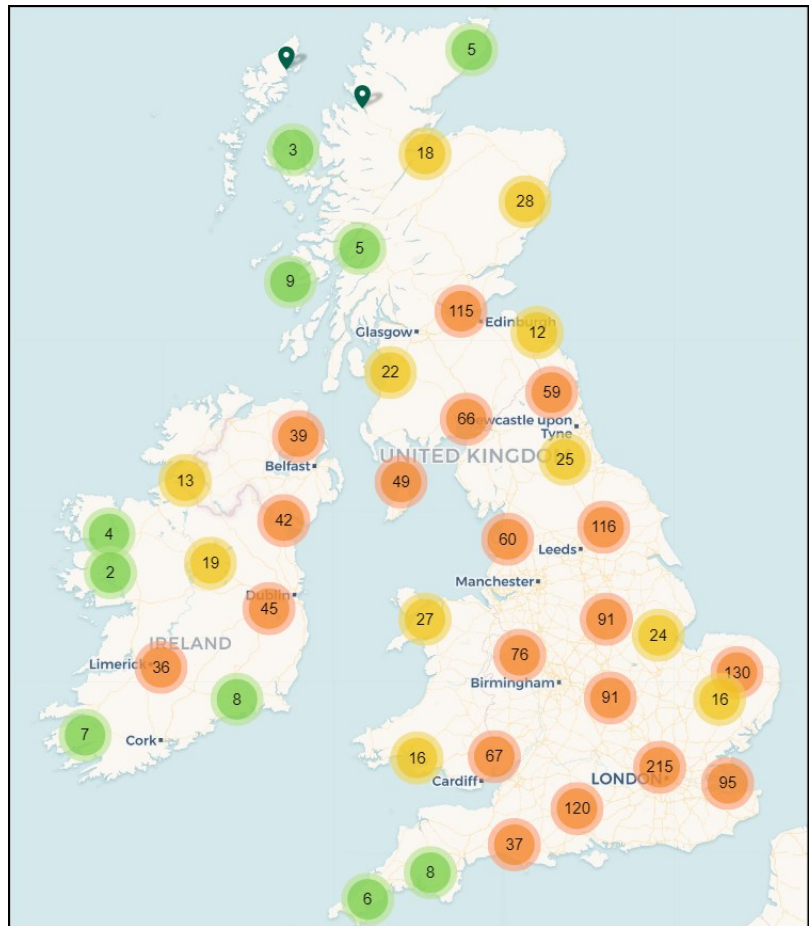 5
3
18
28
5
9
115
Edinburgh
Glasgow
12
22
59
66
Newcastle upon
Tyne
39
UNITED KINGDO
25
Belfast
13
49
42
116
4
60
Leeds
19
2
Manchester
Dublin
45
27
91
24
IRELAND
76
Limerick
36
130
Birmingham
91
16
8
7
Cork
16
67
215
LONDON
Cardiff
95
120
37
8
6